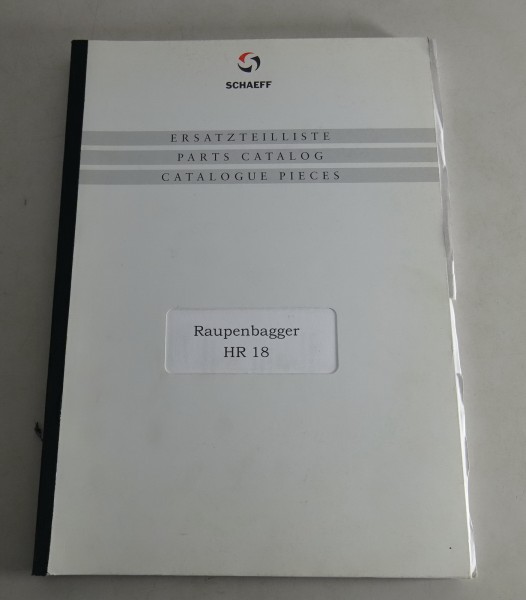 SCHAEFF
ERSATZTEILLISTE
PARTS CATALOG
CATALOGUE PIECES
Raupenbagger
HR 18